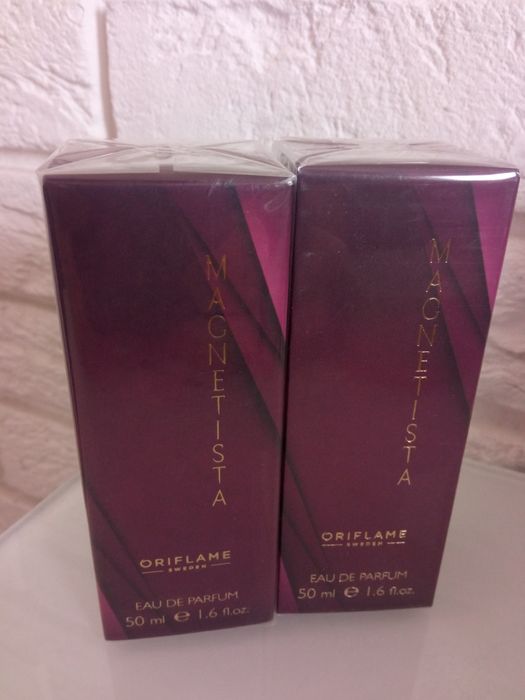 MAGNETISTA
ORIFLAME
SWEDEN
EAU DE PARFUM
50 ml e 1.6 fl.oz.
MAGNETISTA
ORIFLAME
SWEDEN
EAU DE PARFUM
50 ml e 1.6 fl.oz.